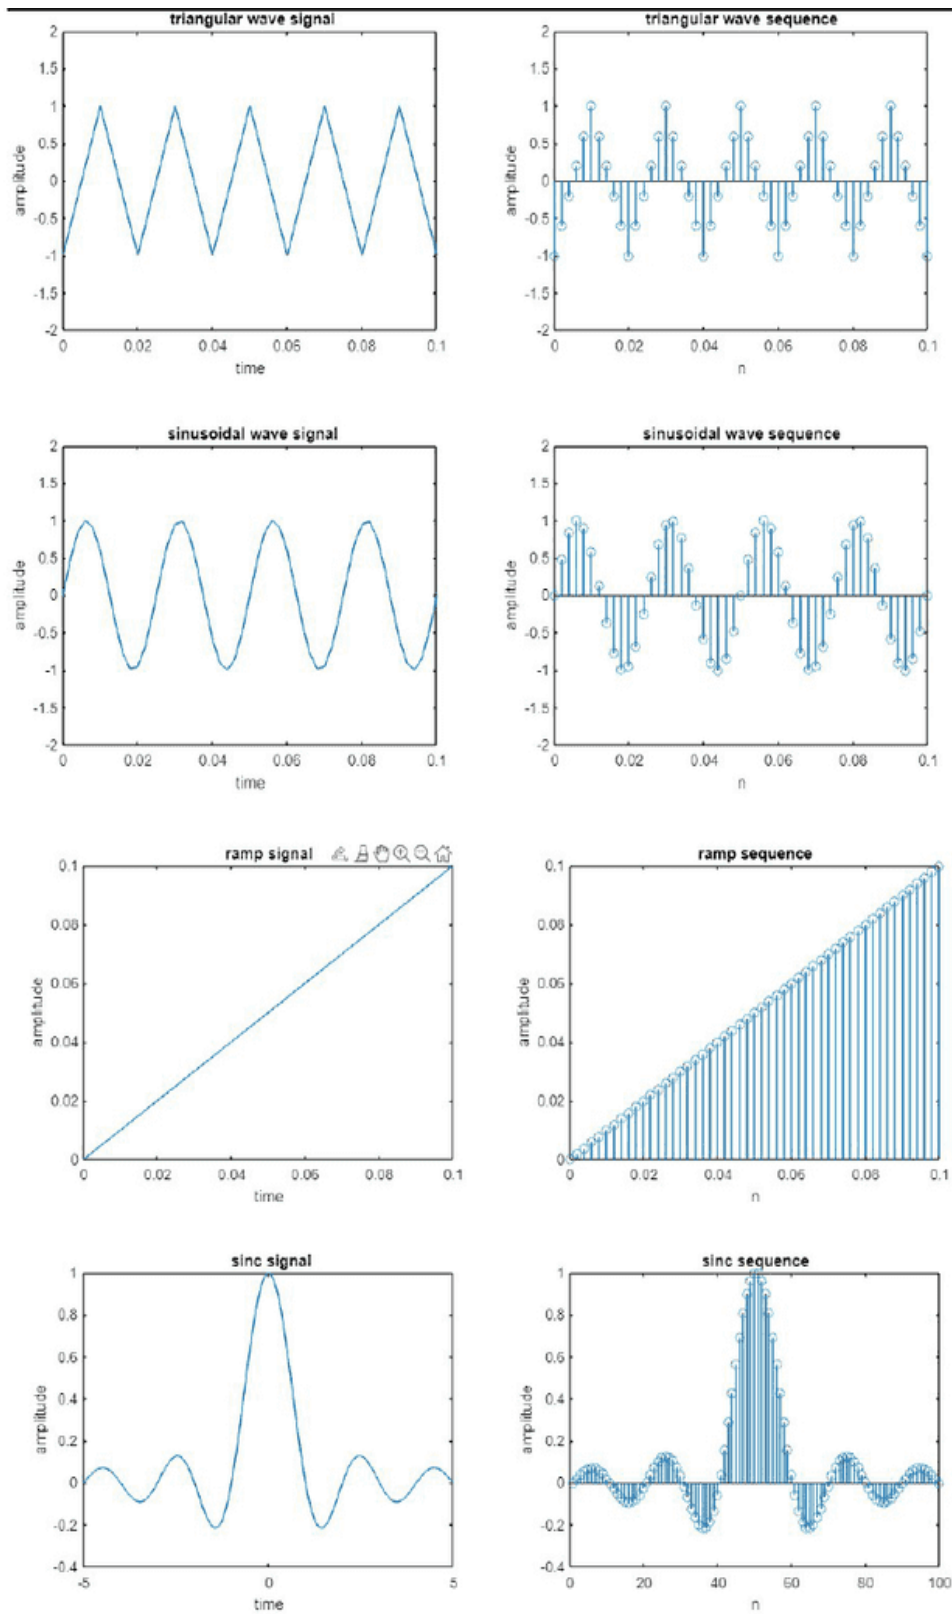 triangular wave signal
2
1.5
1
0.5
0
-0.5
-1
-1.5
-2
amplitude
0 0.02 0.04 0.06 0.08 0.1
time
triangular wave sequence
2
1.5
1
0.5
0
-0.5
-1
-1.5
-2
amplitude
0 0.02 0.04 0.06 0.08 0.1
n
sinusoidal wave signal
2
1.5
1
0.5
0
-0.5
-1
-1.5
-2
amplitude
0 0.02 0.04 0.06 0.08 0.1
time
sinusoidal wave sequence
2
1.5
1
0.5
0
-0.5
-1
-1.5
-2
amplitude
0 0.02 0.04 0.06 0.08 0.1
n
ramp signal
0.1
0.08
0.06
0.04
0.02
0
amplitude
0 0.02 0.04 0.06 0.08 0.1
time
ramp sequence
0.1
0.08
0.06
0.04
0.02
0
amplitude
0 0.02 0.04 0.06 0.08 0.1
n
sinc signal
1
0.8
0.6
0.4
0.2
0
-0.2
-0.4
amplitude
-5 0 5
time
sinc sequence
1
0.8
0.6
0.4
0.2
0
-0.2
-0.4
amplitude
0 20 40 60 80 100
n